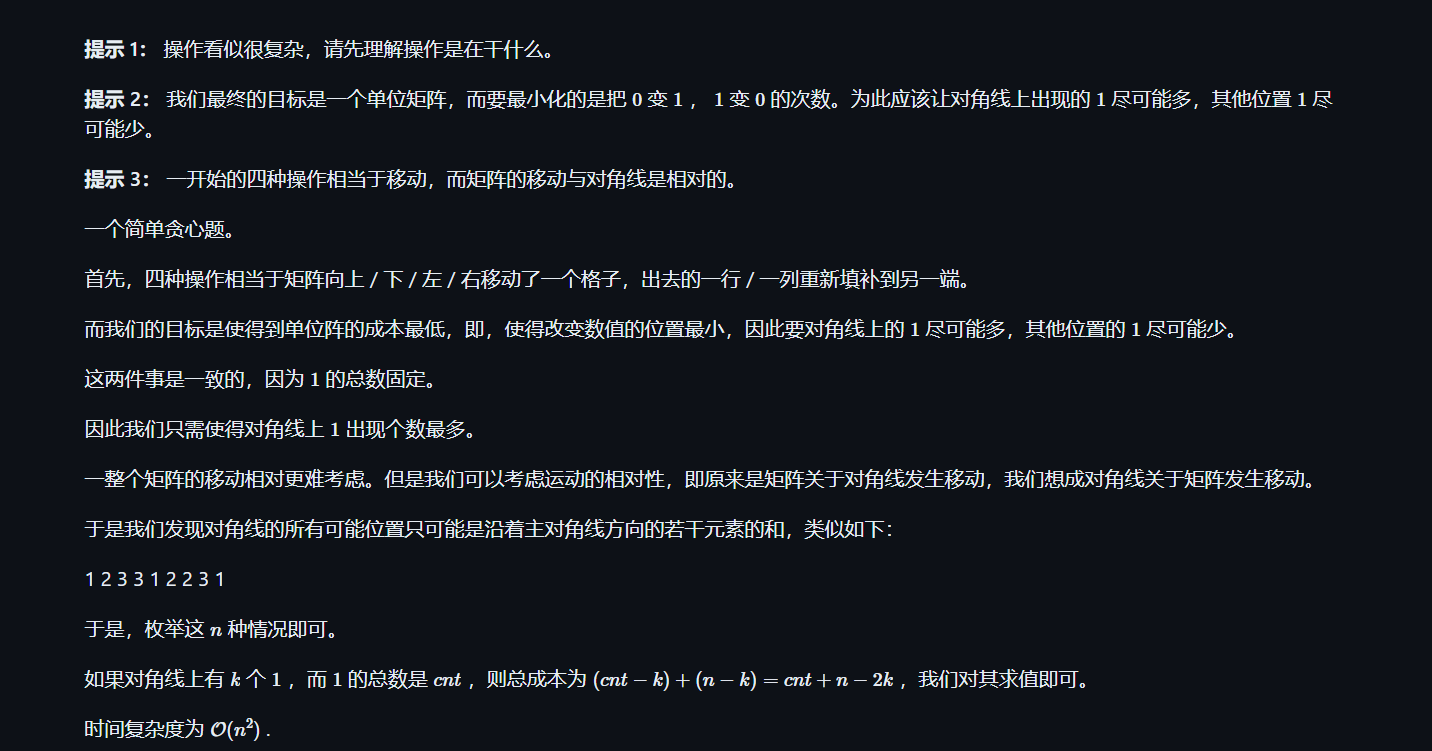 提示 1： 操作看似很复杂，请先理解操作是在干什么。
提示 2： 我们最终的目标是一个单位矩阵，而要最小化的是把 0 变 1 ， 1 变 0 的次数。为此应该让对角线上出现的 1 尽可能多，其他位置 1 尽
可能少。
提示 3： 一开始的四种操作相当于移动，而矩阵的移动与对角线是相对的。
一个简单贪心题。
首先，四种操作相当于矩阵向上 / 下 / 左 / 右移动了一个格子，出去的一行 / 一列重新填补到另一端。
而我们的目标是使得到单位阵的成本最低，即，使得改变数值的位置最小，因此要对角线上的 1 尽可能多，其他位置的 1 尽可能少。
这两件事是一致的，因为 1 的总数固定。
因此我们只需使得对角线上 1 出现个数最多。
一整个矩阵的移动相对更难考虑。但是我们可以考虑运动的相对性，即原来是矩阵关于对角线发生移动，我们想成对角线关于矩阵发生移动。
于是我们发现对角线的所有可能位置只可能是沿着主对角线方向的若干元素的和，类似如下：
1 2 3 3 1 2 2 3 1
于是，枚举这 n 种情况即可。
如果对角线上有 k 个 1 ，而 1 的总数是 cnt ，则总成本为 (cnt − k) + (n − k) = cnt + n − 2k ，我们对其求值即可。
时间复杂度为 O(n²) .